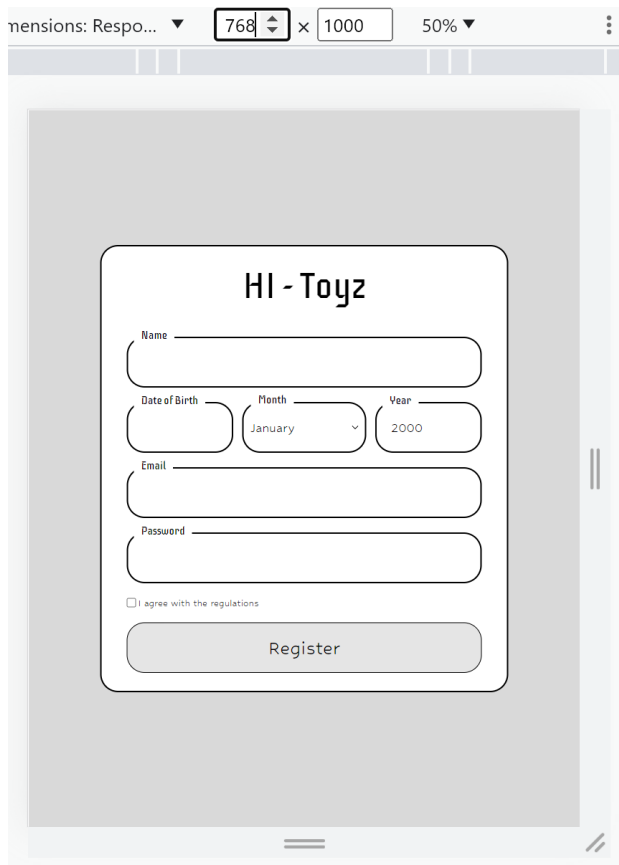 mensions: Respo... 768 × 1000 50%
HI - Toyz
Name
Date of Birth Month Year
January 2000
Email
Password
I agree with the regulations
Register